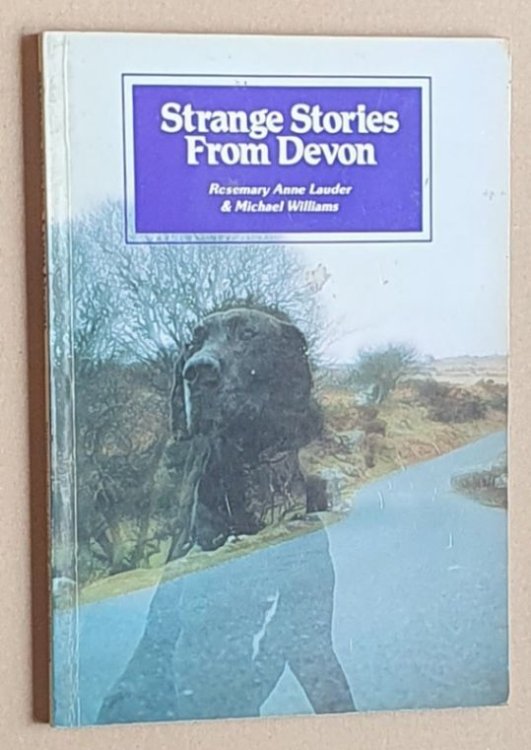 Strange Stories
From Devon
Rosemary Anne Lauder
& Michael Williams